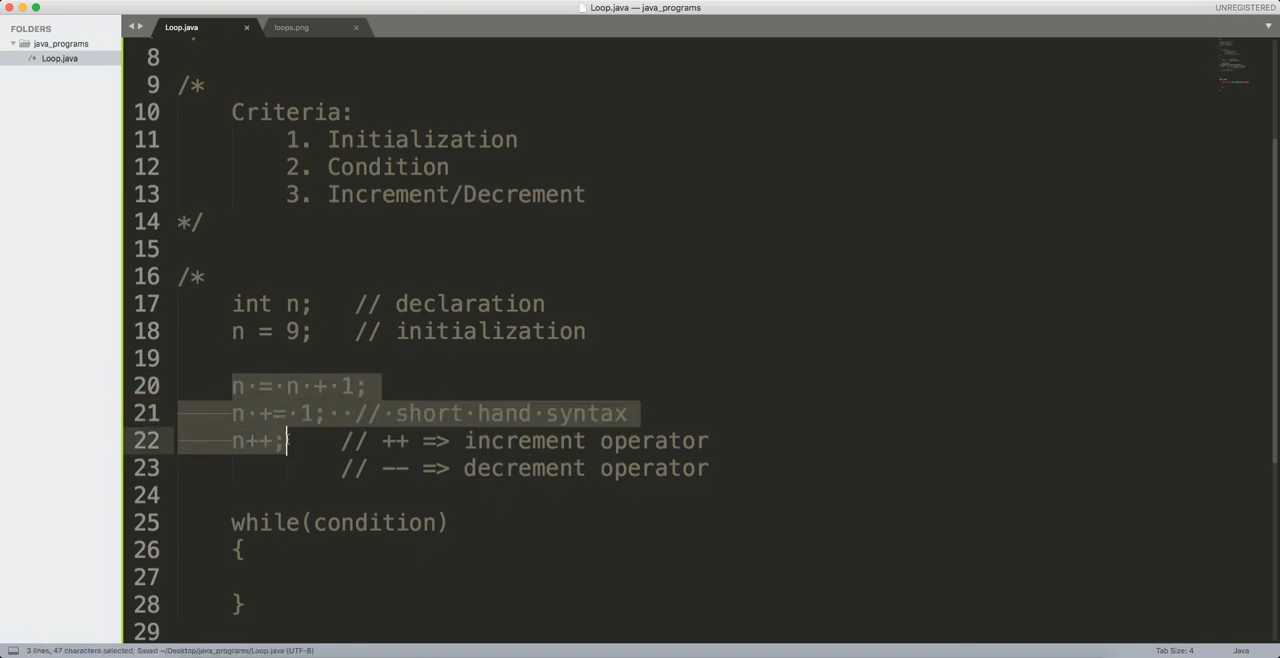 Loop.java — java_programs
UNREGISTERED
FOLDERS
java_programs
/* Loop.java
Loop.java ×
loops.png ×
8
9 /*
10 Criteria:
11 1. Initialization
12 2. Condition
13 3. Increment/Decrement
14 */
15
16 /*
17 int n; // declaration
18 n = 9; // initialization
19
20 n = n + 1;
21 n += 1; // short hand syntax
22 n++; // ++ => increment operator
23 // -- => decrement operator
24
25 while(condition)
26 {
27
28 }
29
3 lines, 47 characters selected; Saved ~/Desktop/java_programs/Loop.java (UTF-8)
Tab Size: 4
Java